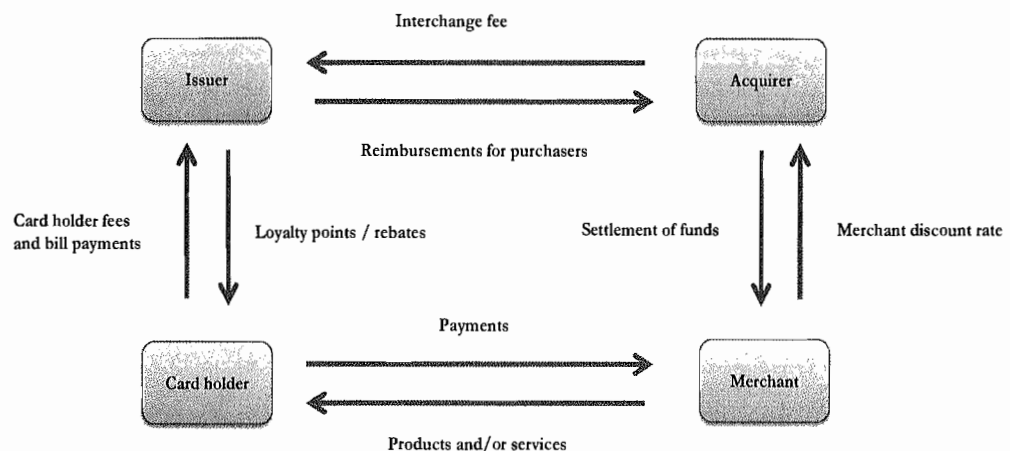 Interchange fee
Issuer
Acquirer
Reimbursements for purchasers
Card holder fees
and bill payments
Loyalty points / rebates
Settlement of funds
Merchant discount rate
Payments
Card holder
Merchant
Products and/or services